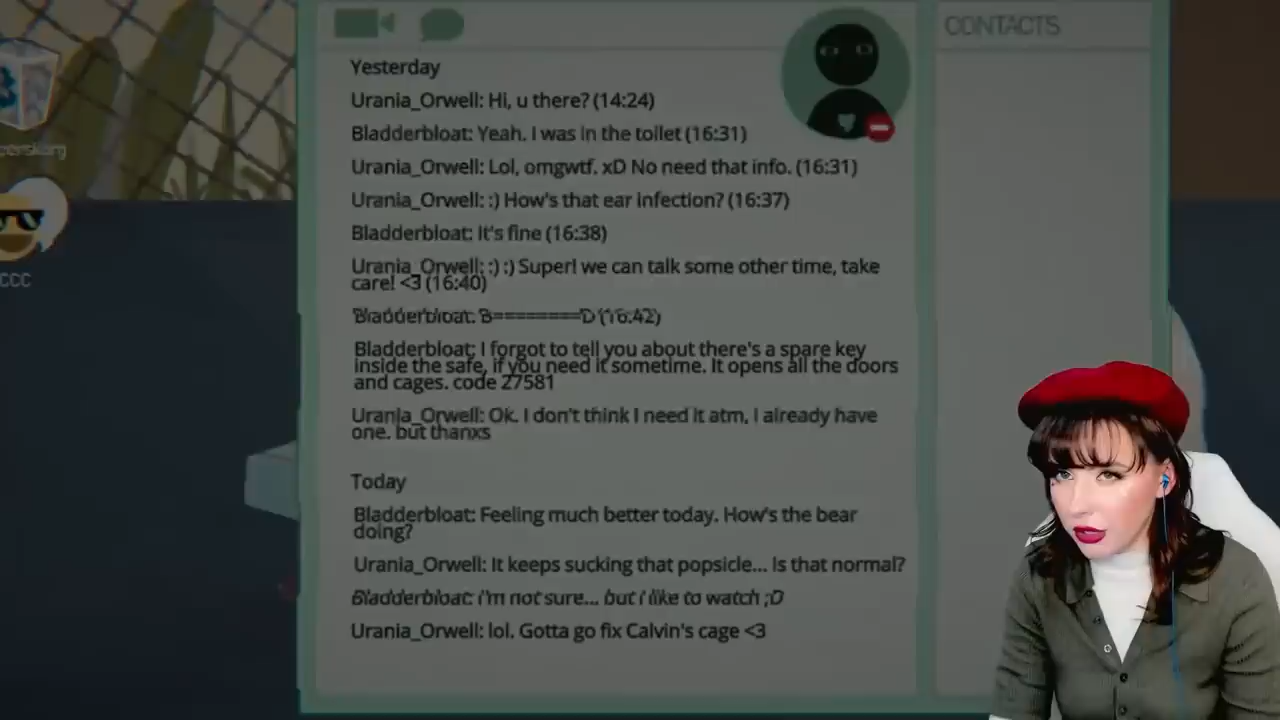 CONTACTS
Yesterday
Urania_Orwell: Hi, u there? (14:24)
Bladderbloat: Yeah. I was in the toilet (16:31)
Urania_Orwell: Lol, omgwtf. xD No need that info. (16:31)
Urania_Orwell: :) How's that ear infection? (16:37)
Bladderbloat: It's fine (16:38)
Urania_Orwell: :) :) Super! we can talk some other time, take
care! <3 (16:40)
Bladderbloat: B========D (16:42)
Bladderbloat: I forgot to tell you about there's a spare key
inside the safe, if you need it sometime. It opens all the doors
and cages. code 27581
Urania_Orwell: Ok. I don't think I need it atm, I already have
one. but thanxs
Today
Bladderbloat: Feeling much better today. How's the bear
doing?
Urania_Orwell: It keeps sucking that popsicle... Is that normal?
Bladderbloat: i'm not sure... but i like to watch ;D
Urania_Orwell: lol. Gotta go fix Calvin's cage <3
CCC